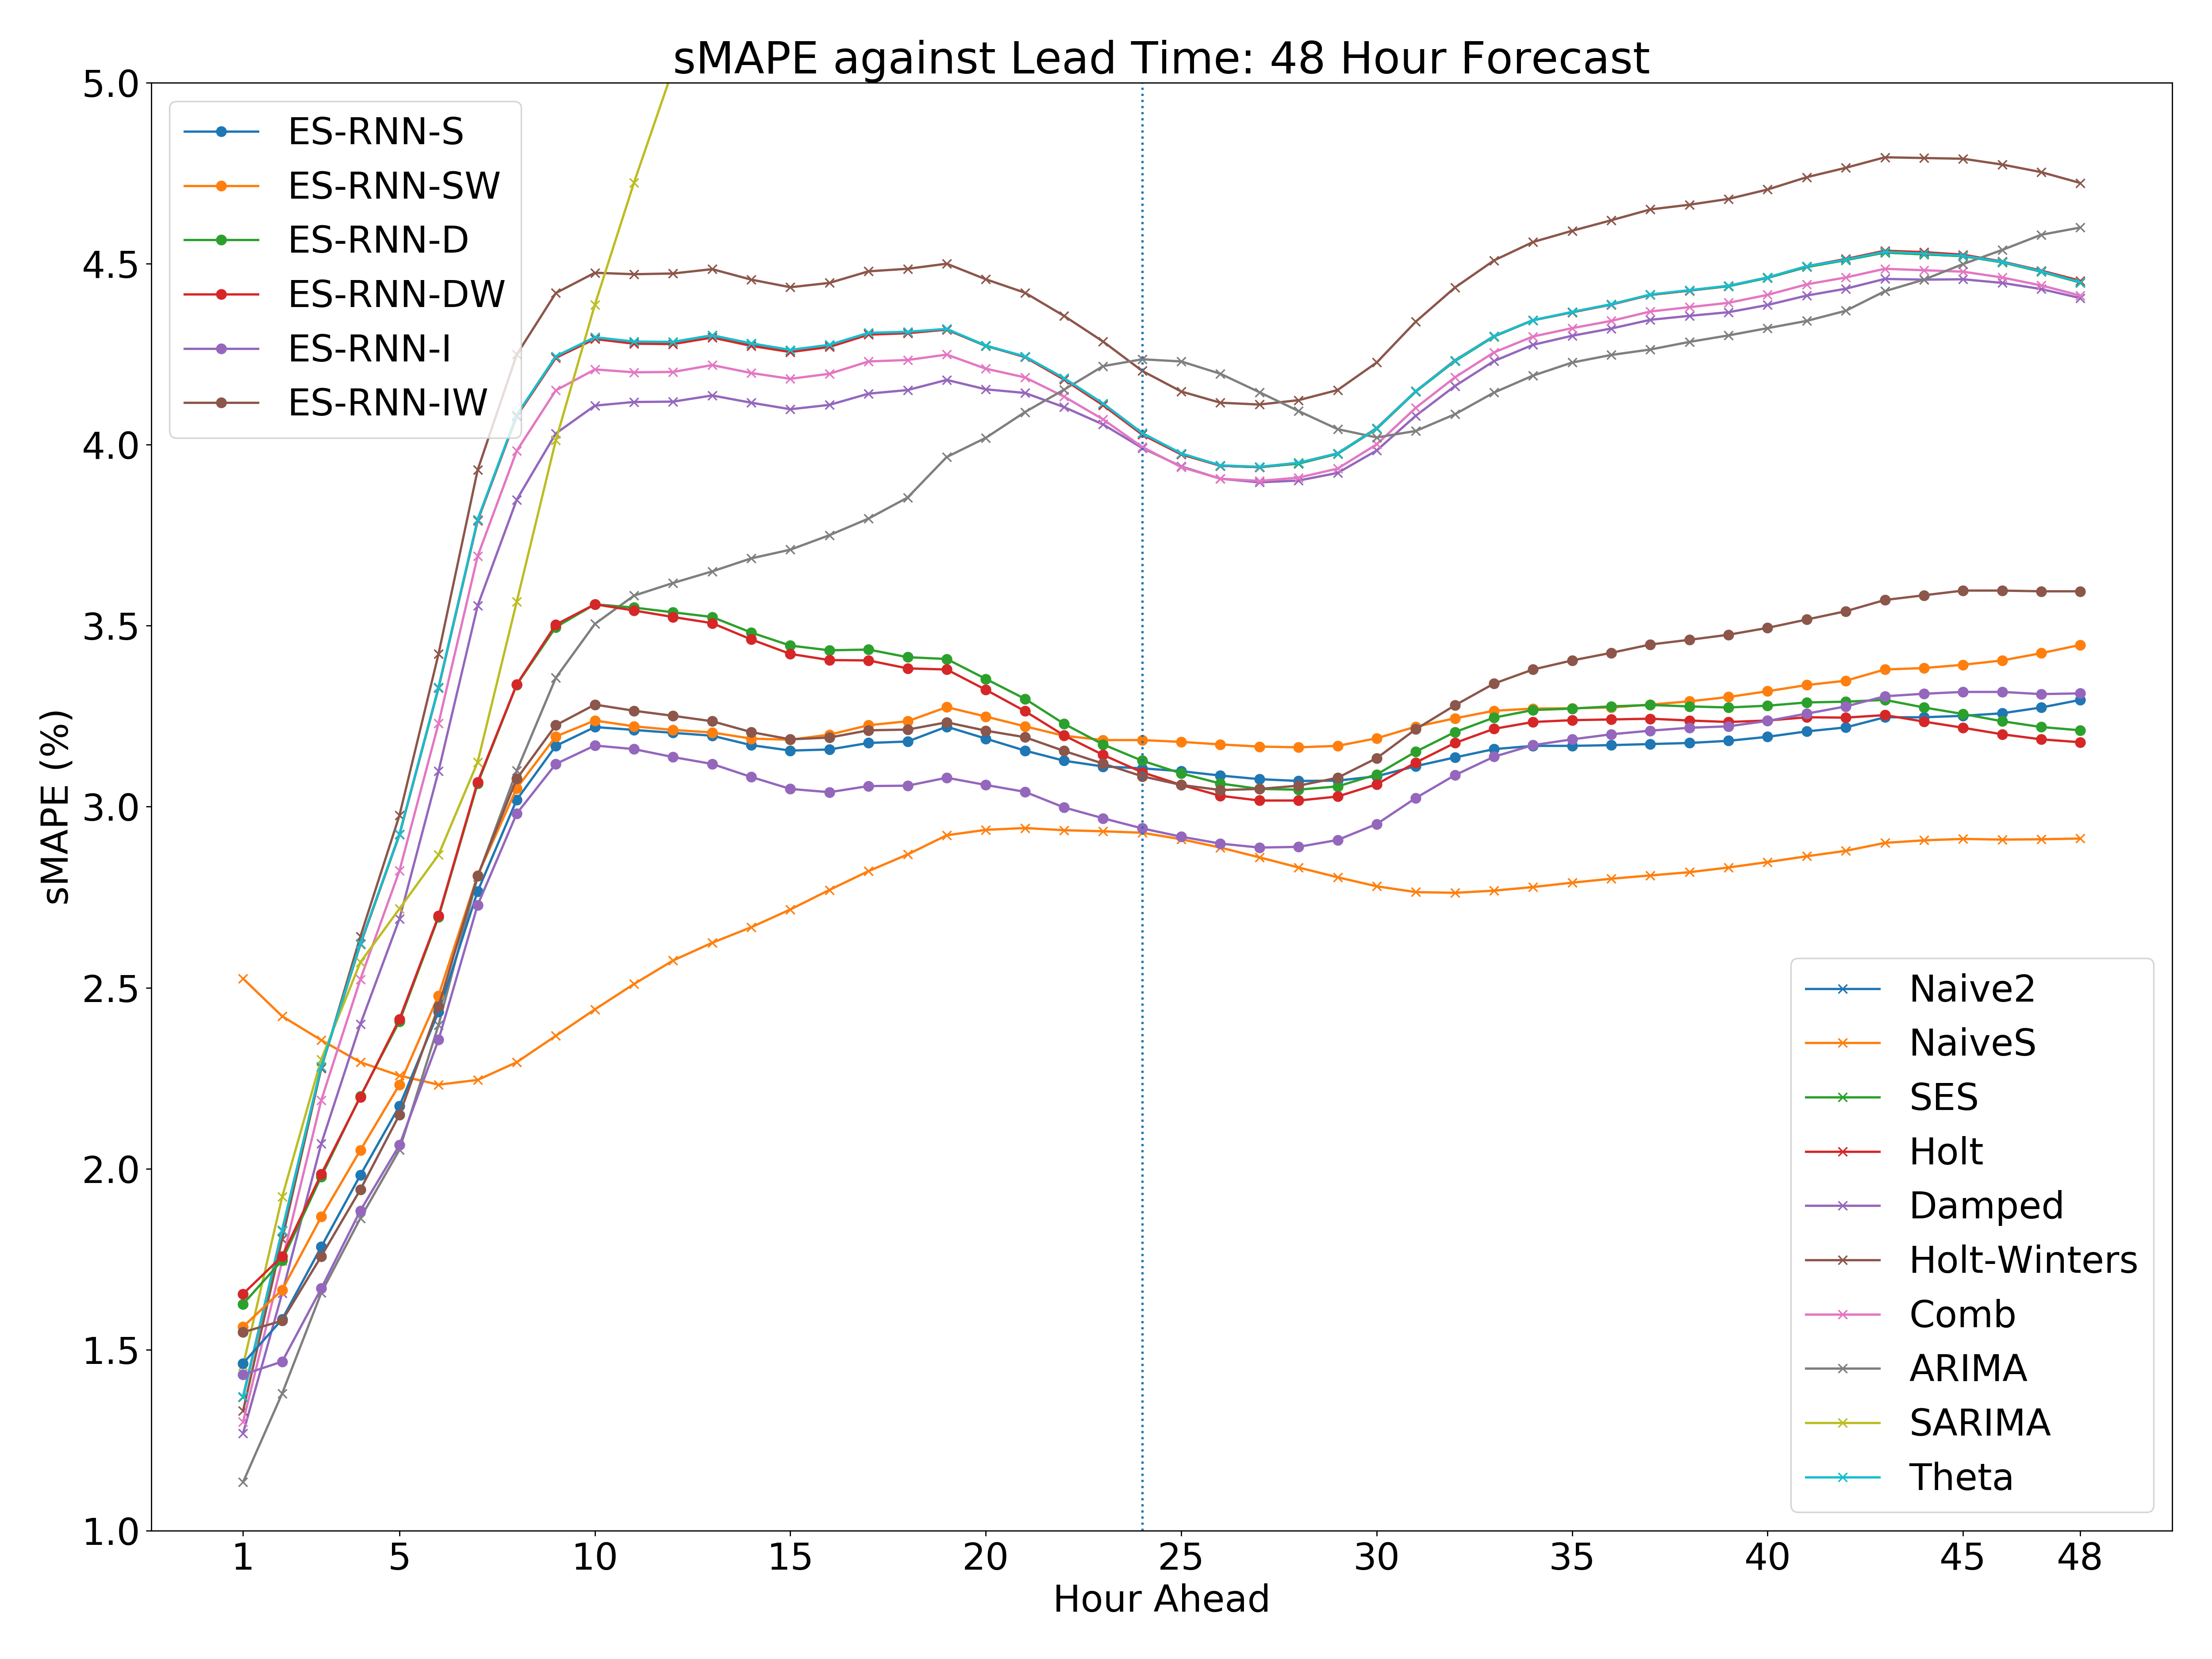 sMAPE against Lead Time: 48 Hour Forecast
5.0
4.5
4.0
3.5
3.0
2.5
2.0
1.5
1.0
sMAPE (%)
ES-RNN-S
ES-RNN-SW
ES-RNN-D
ES-RNN-DW
ES-RNN-I
ES-RNN-IW
Naive2
NaiveS
SES
Holt
Damped
Holt-Winters
Comb
ARIMA
SARIMA
Theta
1 5 10 15 20 25 30 35 40 45 48
Hour Ahead